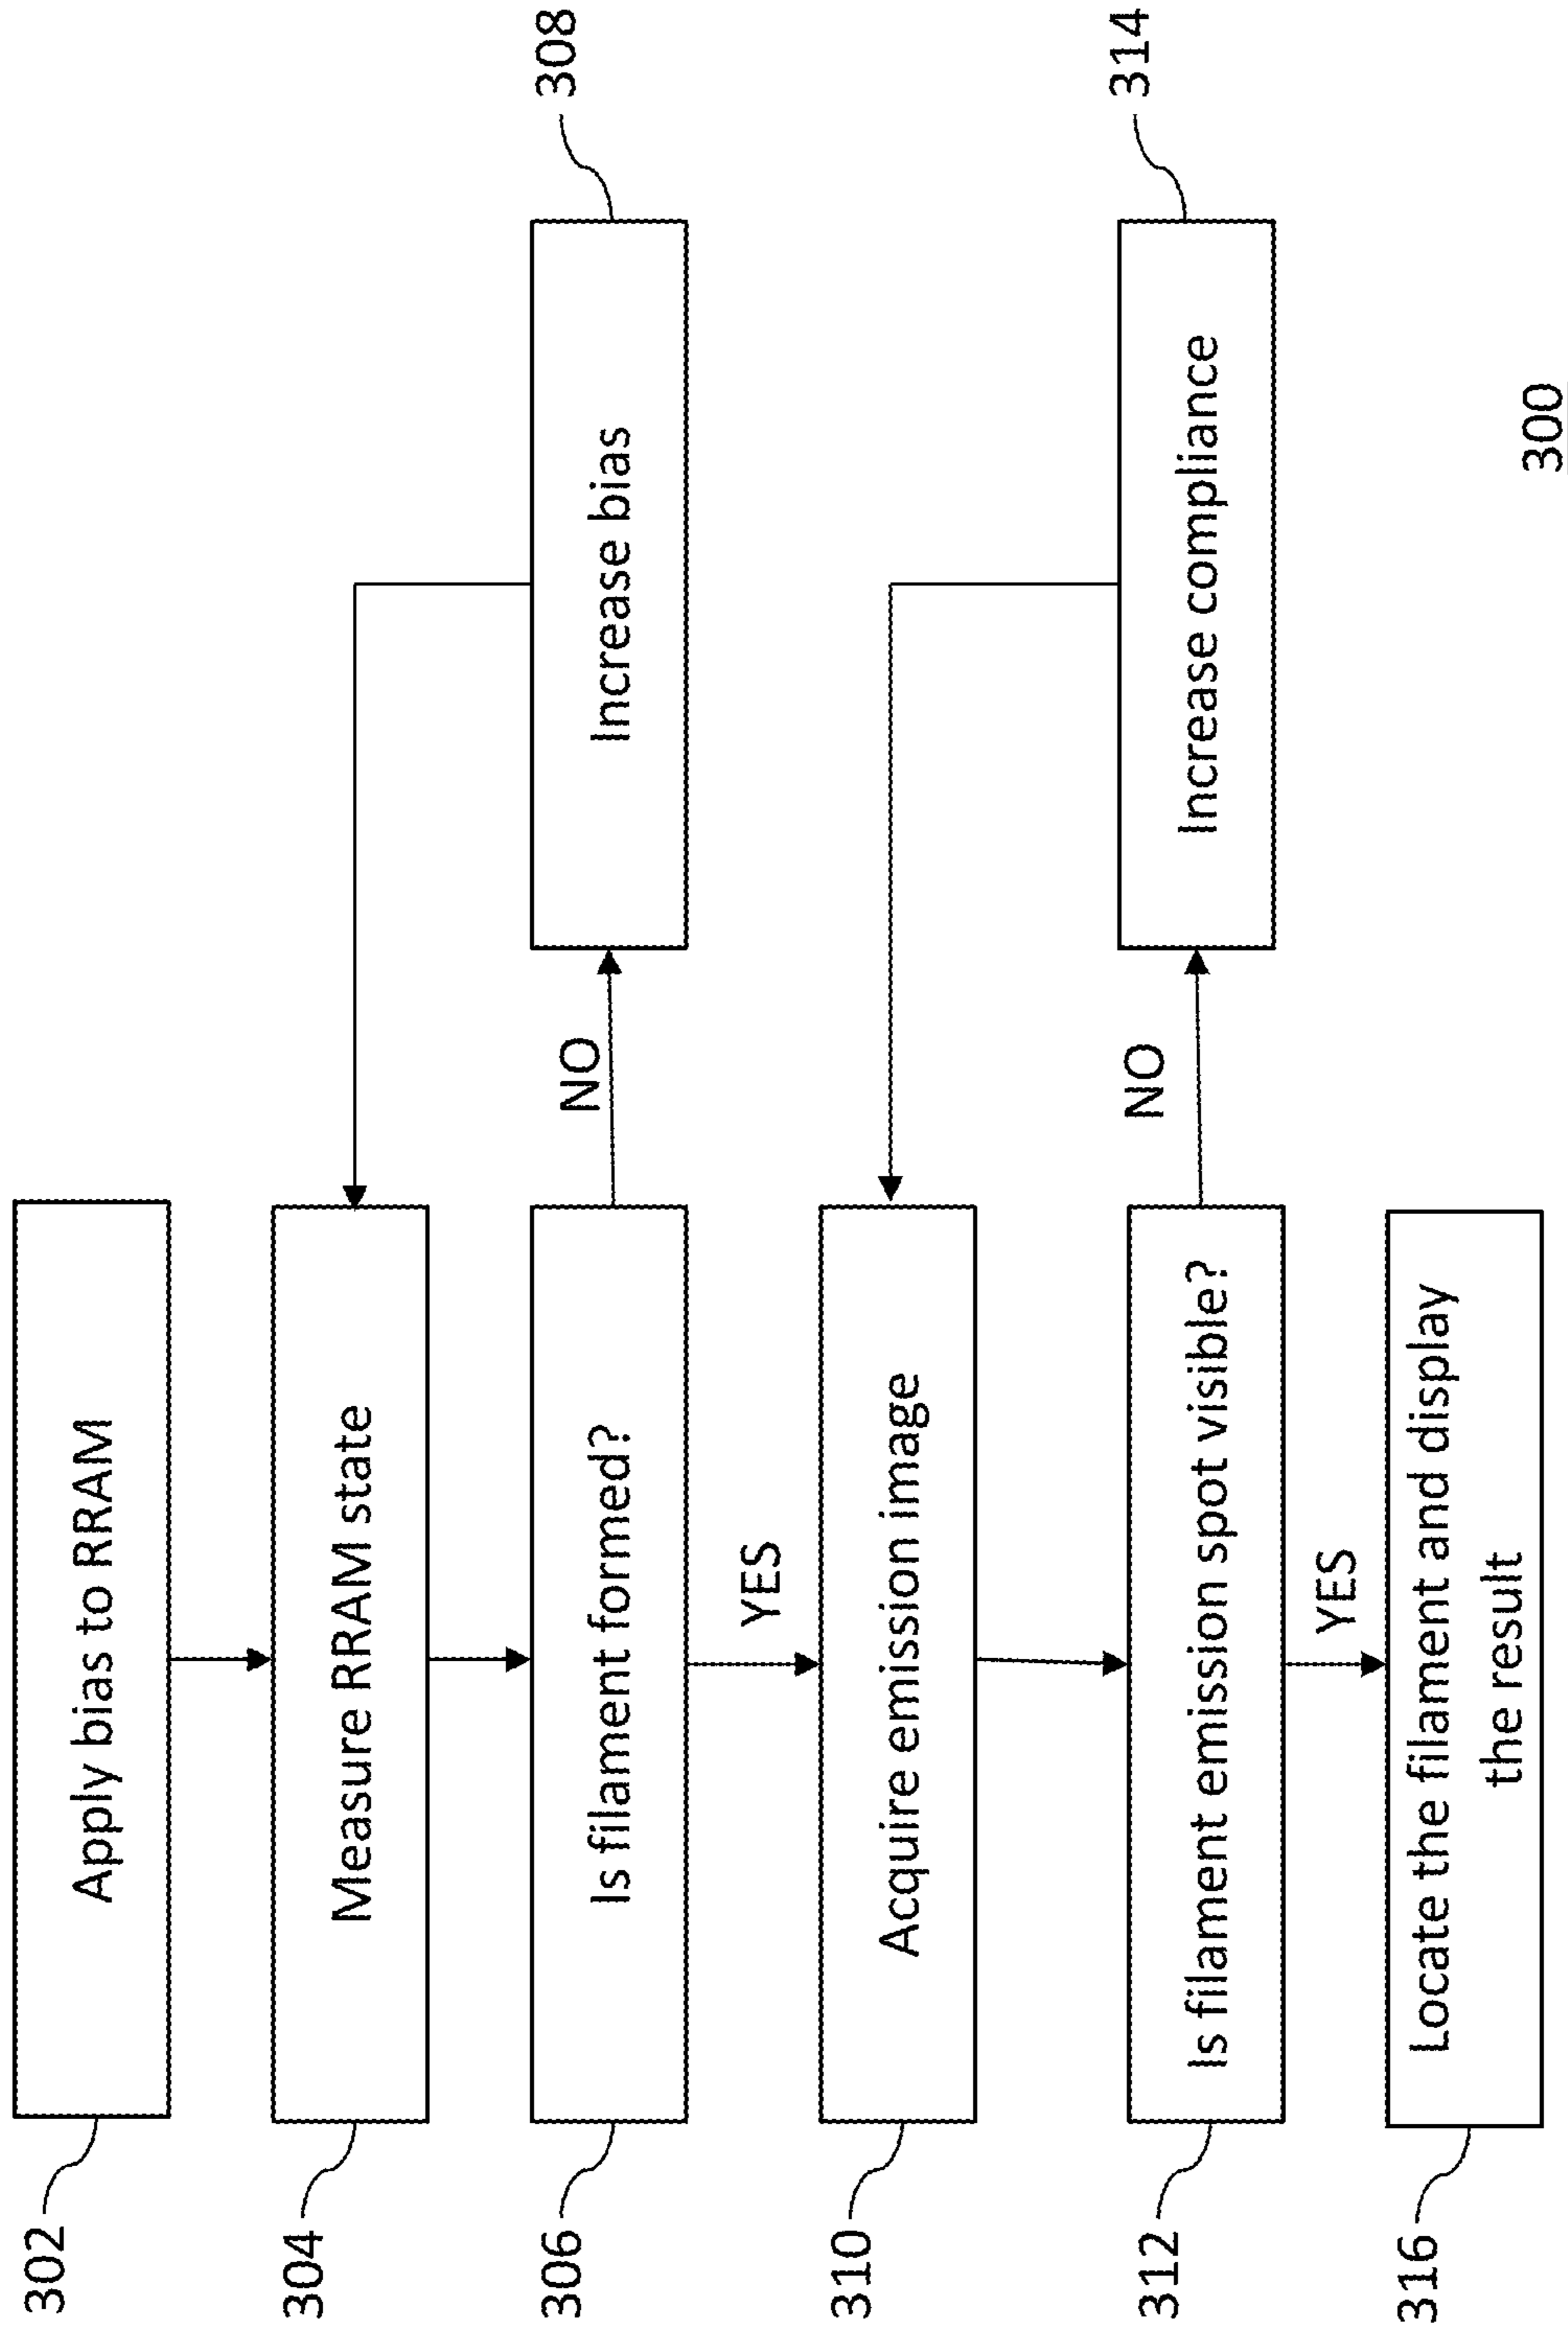 302
Apply bias to RRAM
304
Measure RRAM state
306
Is filament formed?
NO
Increase bias
308
YES
310
Acquire emission image
312
Is filament emission spot visible?
NO
Increase compliance
314
YES
316
Locate the filament and display
the result
300